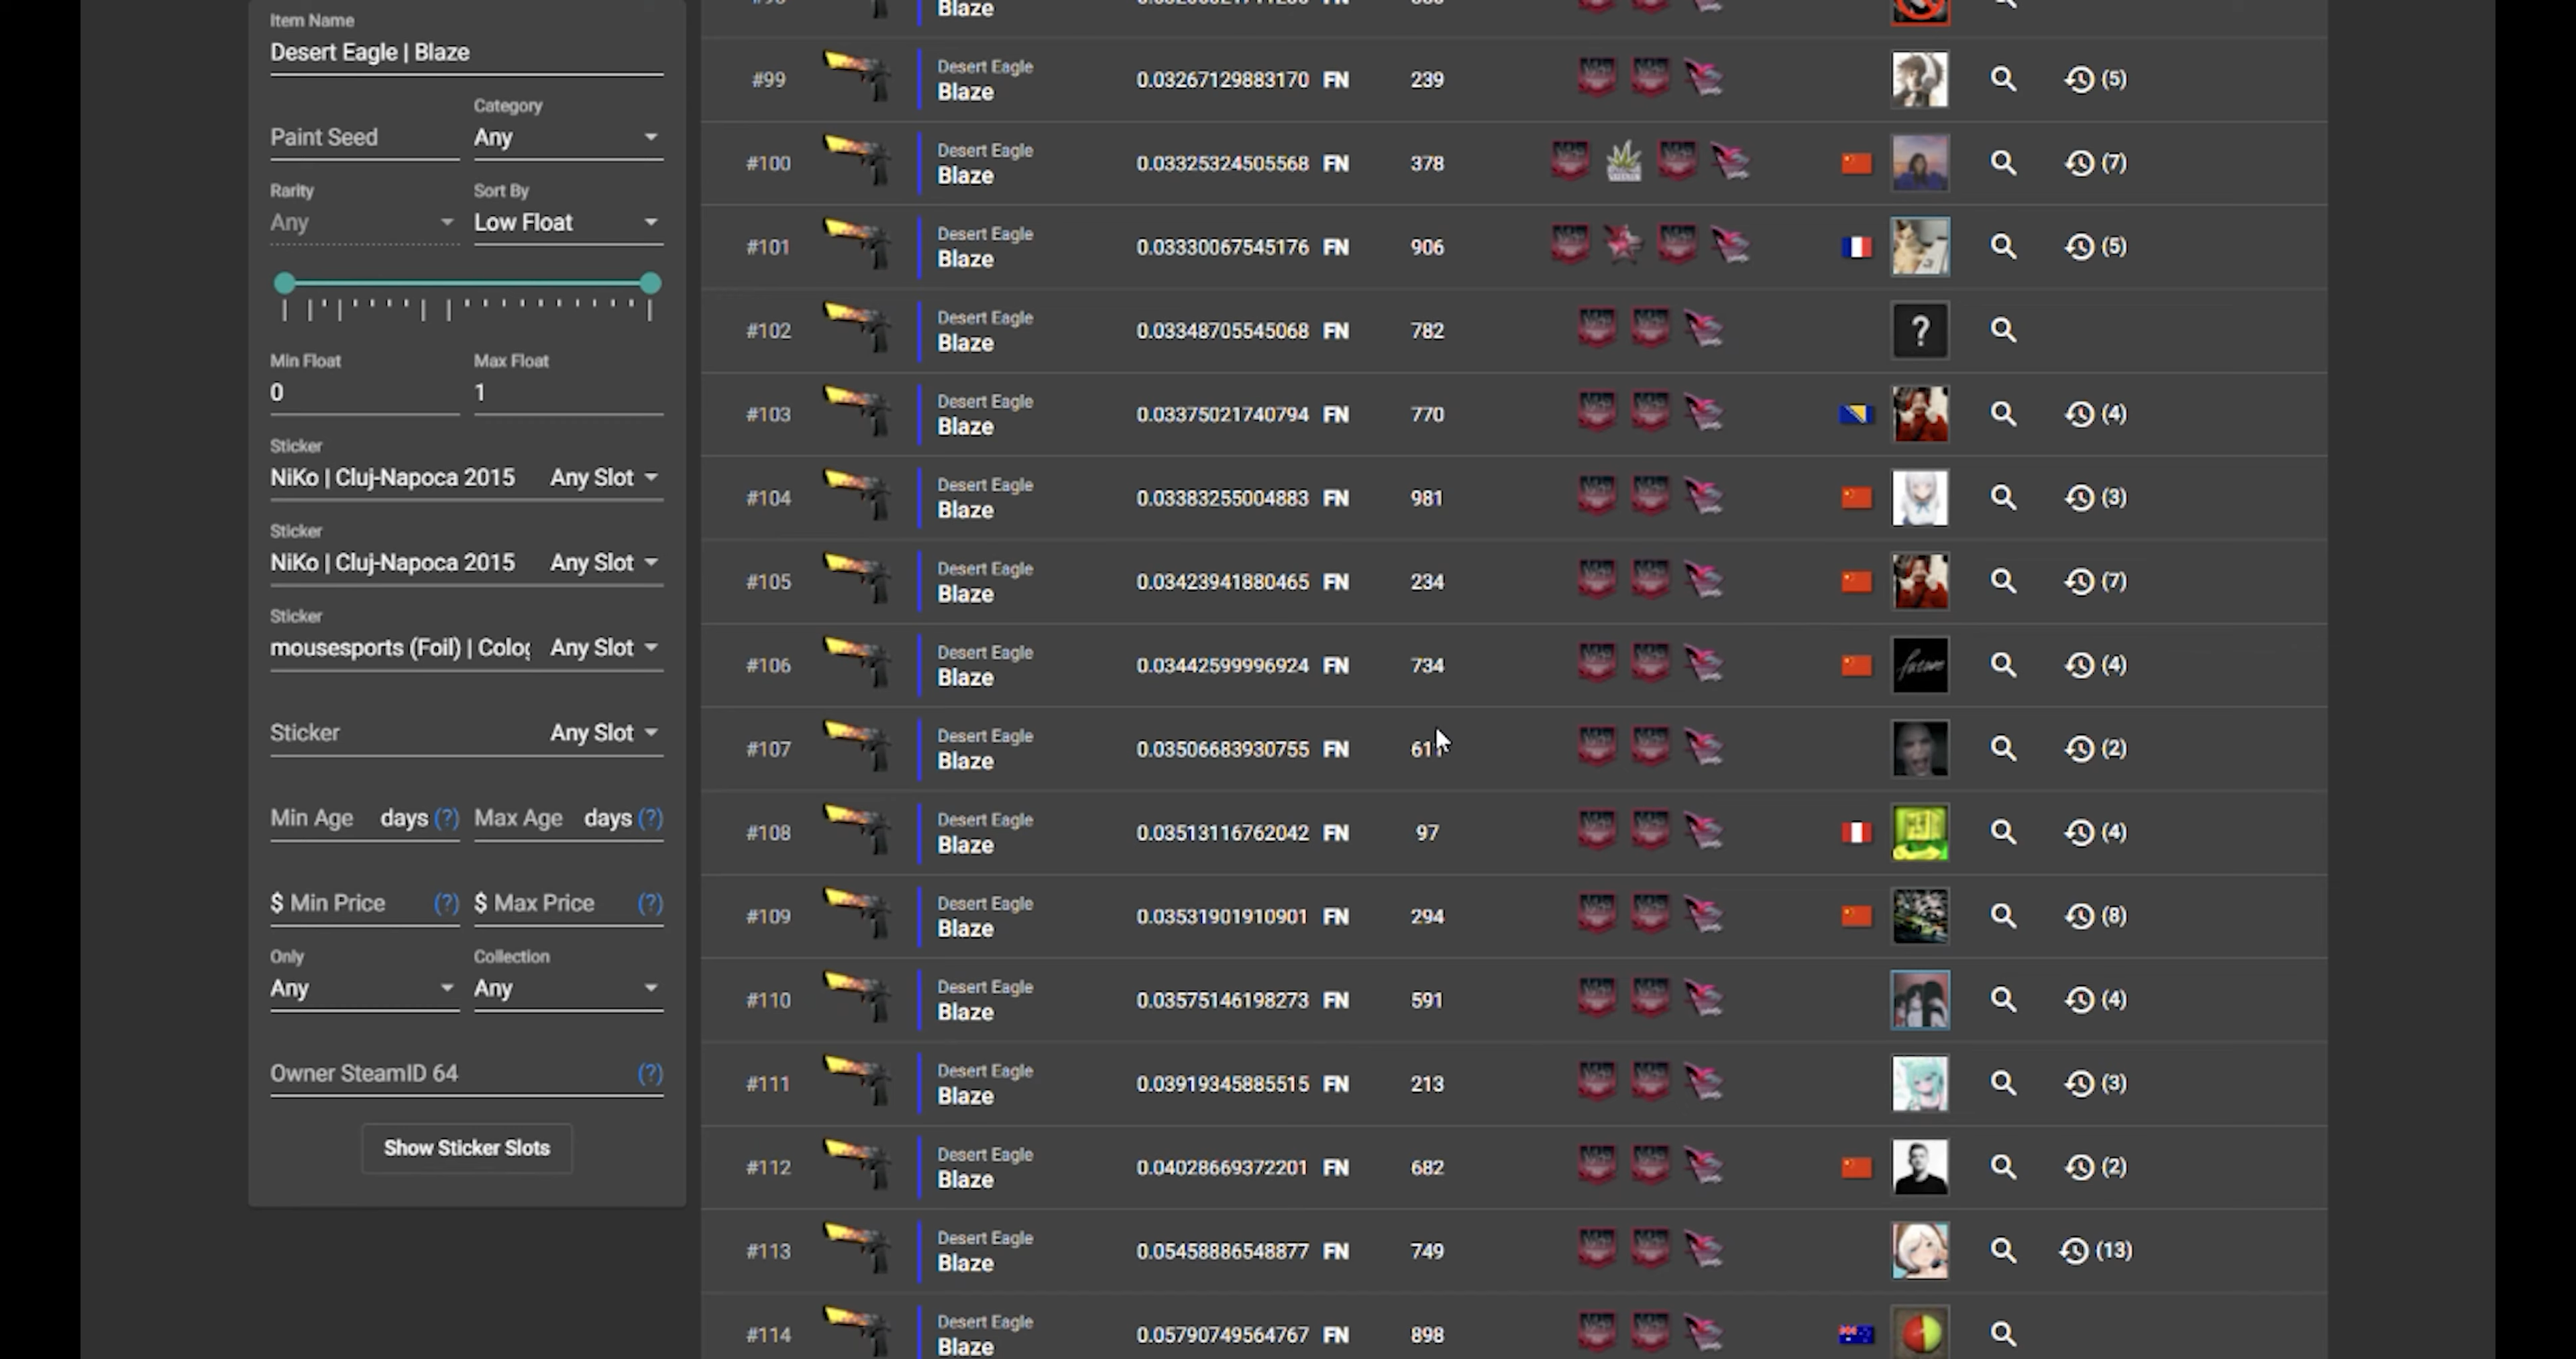 Item Name
Desert Eagle | Blaze
Paint Seed
Category
Any
Rarity
Any
Sort By
Low Float
Min Float
0
Max Float
1
Sticker
NiKo | Cluj-Napoca 2015 Any Slot
Sticker
NiKo | Cluj-Napoca 2015 Any Slot
Sticker
mousesports (Foil) | Colog Any Slot
Sticker Any Slot
Min Age days (?) Max Age days (?)
$ Min Price (?) $ Max Price (?)
Only
Any
Collection
Any
Owner SteamID 64 (?)
Show Sticker Slots
Blaze
#99 Desert Eagle
Blaze 0.03267129883170 FN 239 (5)
#100 Desert Eagle
Blaze 0.03325324505568 FN 378 (7)
#101 Desert Eagle
Blaze 0.03330067545176 FN 906 (5)
#102 Desert Eagle
Blaze 0.03348705545068 FN 782 ?
#103 Desert Eagle
Blaze 0.03375021740794 FN 770 (4)
#104 Desert Eagle
Blaze 0.03383255004883 FN 981 (3)
#105 Desert Eagle
Blaze 0.03423941880465 FN 234 (7)
#106 Desert Eagle
Blaze 0.03442599996924 FN 734 (4)
#107 Desert Eagle
Blaze 0.03506683930755 FN (2)
#108 Desert Eagle
Blaze 0.03513116762042 FN 97 (4)
#109 Desert Eagle
Blaze 0.03531901910901 FN 294 (8)
#110 Desert Eagle
Blaze 0.03575146198273 FN 591 (4)
#111 Desert Eagle
Blaze 0.03919345885515 FN 213 (3)
#112 Desert Eagle
Blaze 0.04028669372201 FN 682 (2)
#113 Desert Eagle
Blaze 0.05458886548877 FN 749 (13)
#114 Desert Eagle
Blaze 0.05790749564767 FN 898